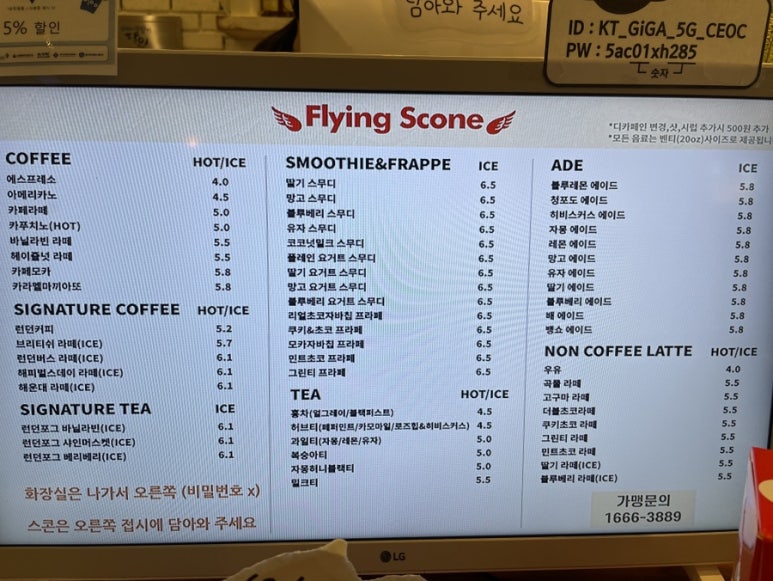 5% 할인
담아와 주세요
ID : KT_GiGA_5G_CE0C
PW : 5ac01xh285
숫자
Flying Scone
*디카페인 변경,샷,시럽 추가시 500원 추가
*모든 음료는 벤티(20oz)사이즈로 제공됩니
COFFEE HOT/ICE
에스프레소 4.0
아메리카노 4.5
카페라떼 5.0
카푸치노(HOT) 5.0
바닐라빈 라떼 5.5
헤이즐넛 라떼 5.5
카페모카 5.8
카라멜마끼아또 5.8
SIGNATURE COFFEE HOT/ICE
런던커피 5.2
브리티쉬 라떼(ICE) 5.7
런던버스 라떼(ICE) 6.1
해피벌스데이 라떼(ICE) 6.1
해운대 라떼(ICE) 6.1
SIGNATURE TEA ICE
런던포그 바닐라빈(ICE) 6.1
런던포그 샤인머스켓(ICE) 6.1
런던포그 베리베리(ICE) 6.1
화장실은 나가서 오른쪽 (비밀번호 x)
스콘은 오른쪽 접시에 담아와 주세요
SMOOTHIE&FRAPPE ICE
딸기 스무디 6.5
망고 스무디 6.5
블루베리 스무디 6.5
유자 스무디 6.5
코코넛밀크 스무디 6.5
플레인 요거트 스무디 6.5
딸기 요거트 스무디 6.5
망고 요거트 스무디 6.5
블루베리 요거트 스무디 6.5
리얼초코자바칩 프라페 6.5
쿠키&초코 프라페 6.5
모카자바칩 프라페 6.5
민트초코 프라페 6.5
그린티 프라페 6.5
TEA HOT/ICE
홍차(얼그레이/블랙퍼스트) 4.5
허브티(페퍼민트/카모마일/로즈힙&히비스커스) 4.5
과일티(자몽/레몬/유자) 5.0
복숭아티 5.0
자몽허니블랙티 5.0
밀크티 5.5
ADE ICE
블루레몬 에이드 5.8
청포도 에이드 5.8
히비스커스 에이드 5.8
자몽 에이드 5.8
레몬 에이드 5.8
망고 에이드 5.8
유자 에이드 5.8
딸기 에이드 5.8
블루베리 에이드 5.8
배 에이드 5.8
뱅쇼 에이드 5.8
NON COFFEE LATTE HOT/ICE
우유 4.0
곡물 라떼 5.5
고구마 라떼 5.5
더블초코라떼 5.5
쿠키초코 라떼 5.5
그린티 라떼 5.5
민트초코 라떼 5.5
딸기 라떼(ICE) 5.5
블루베리 라떼(ICE) 5.5
가맹문의
1666-3889
LG